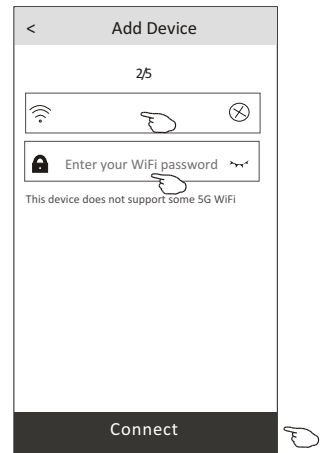 < Add Device
2/5
Enter your WiFi password
This device does not support some 5G WiFi
Connect